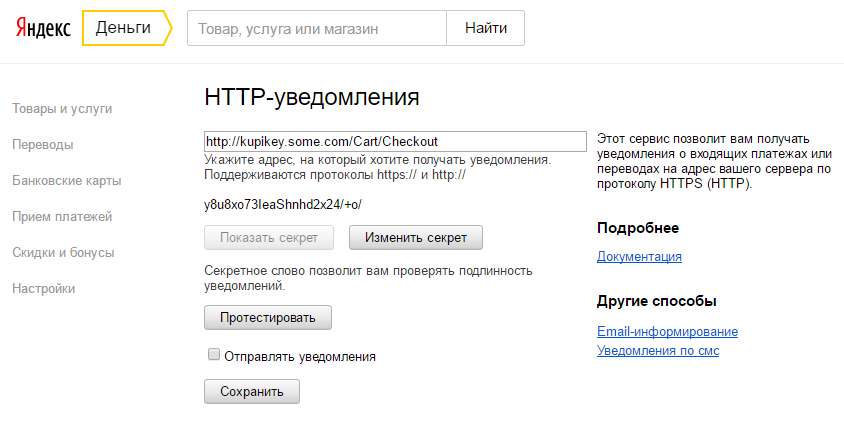 Яндекс Деньги Товар, услуга или магазин Найти
Товары и услуги
Переводы
Банковские карты
Прием платежей
Скидки и бонусы
Настройки
HTTP-уведомления
http://kupikey.some.com/Cart/Checkout
Укажите адрес, на который хотите получать уведомления.
Поддерживаются протоколы https:// и http://
y8u8xo73IeaShnhd2x24/+o/
Показать секрет Изменить секрет
Секретное слово позволит вам проверять подлинность
уведомлений.
Протестировать
Отправлять уведомления
Сохранить
Этот сервис позволит вам получать
уведомления о входящих платежах или
переводах на адрес вашего сервера по
протоколу HTTPS (HTTP).
Подробнее
Документация
Другие способы
Email-информирование
Уведомления по смс